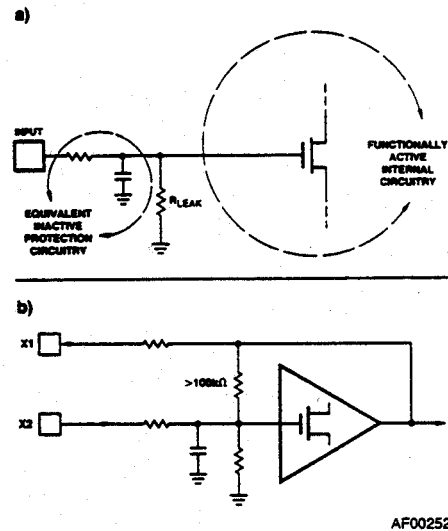 a)
INPUT
FUNCTIONALLY
ACTIVE
INTERNAL
CIRCUITRY
RLEAK
EQUIVALENT
INACTIVE
PROTECTION
CIRCUITRY
b)
X1
>100kΩ
X2
AF00252